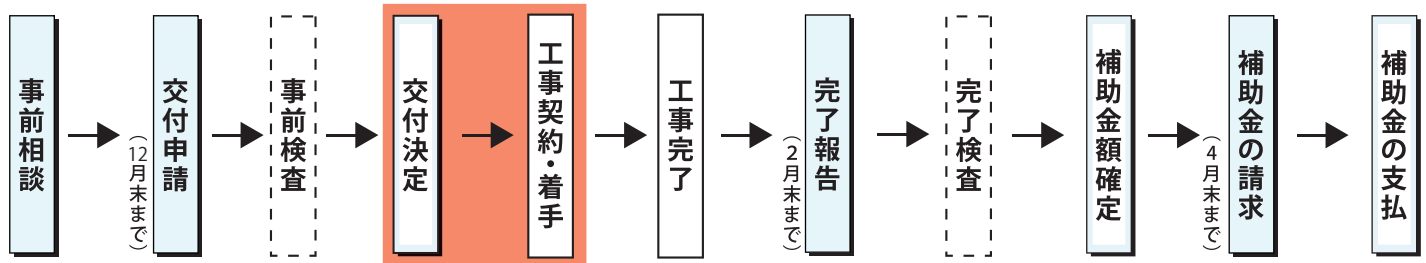 事前相談
交付申請
（12月末まで）
事前検査
交付決定
工事契約・着手
工事完了
完了報告
（２月末まで）
完了検査
補助金額確定
補助金の請求
（４月末まで）
補助金の支払